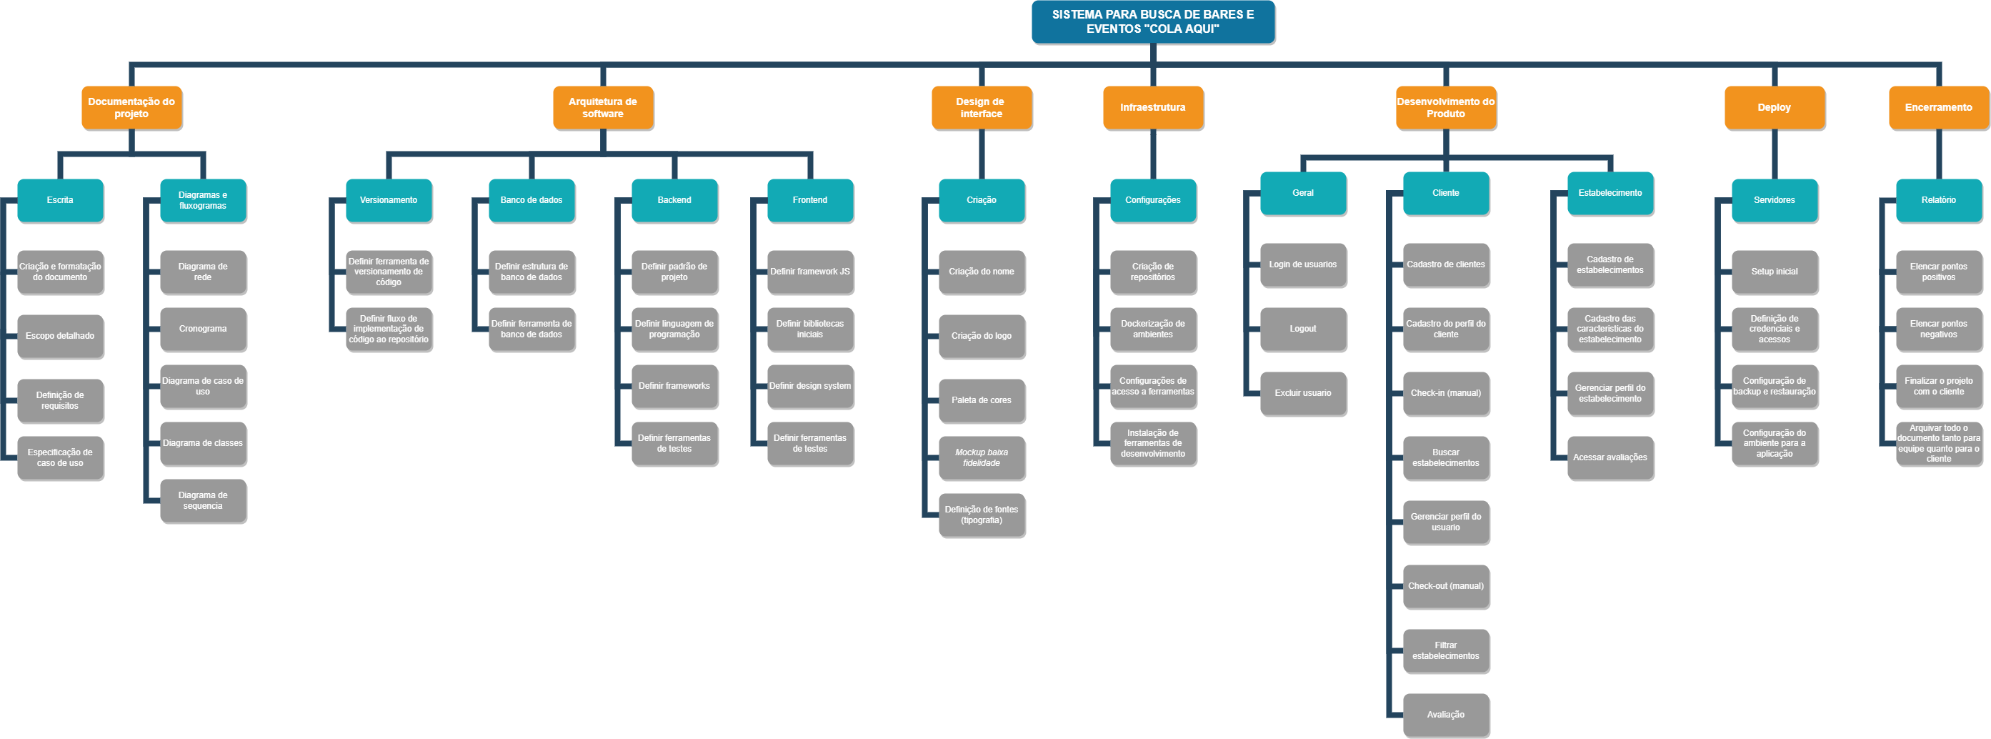 SISTEMA PARA BUSCA DE BARES E
EVENTOS "COLA AQUI"
Documentação do
projeto
Escrita
Criação e formatação
do documento
Escopo detalhado
Definição de
requisitos
Especificação de
caso de uso
Diagramas e
fluxogramas
Diagrama de
rede
Cronograma
Diagrama de caso de
uso
Diagrama de classes
Diagrama de
sequencia
Arquitetura de
software
Versionamento
Definir ferramenta de
versionamento de
código
Definir fluxo de
implementação de
código ao repositório
Banco de dados
Definir estrutura de
banco de dados
Definir ferramenta de
banco de dados
Backend
Definir padrão de
projeto
Definir linguagem de
programação
Definir frameworks
Definir ferramentas
de testes
Frontend
Definir framework JS
Definir bibliotecas
iniciais
Definir design system
Definir ferramentas
de testes
Design de
interface
Criação
Criação do nome
Criação do logo
Paleta de cores
Mockup baixa
fidelidade
Definição de fontes
(tipografia)
Infraestrutura
Configurações
Criação de
repositórios
Dockerização de
ambientes
Configurações de
acesso a ferramentas
Instalação de
ferramentas de
desenvolvimento
Desenvolvimento do
Produto
Geral
Login de usuarios
Logout
Excluir usuario
Cliente
Cadastro de clientes
Cadastro do perfil do
cliente
Check-in (manual)
Buscar
estabelecimentos
Gerenciar perfil do
usuario
Check-out (manual)
Filtrar
estabelecimentos
Avaliação
Estabelecimento
Cadastro de
estabelecimentos
Cadastro das
caracteristicas do
estabelecimento
Gerenciar perfil do
estabelecimento
Acessar avaliações
Deploy
Servidores
Setup inicial
Definição de
credenciais e
acessos
Configuração de
backup e restauração
Configuração do
ambiente para a
aplicação
Encerramento
Relatório
Elencar pontos
positivos
Elencar pontos
negativos
Finalizar o projeto
com o cliente
Arquivar todo o
documento tanto para
equipe quanto para o
cliente